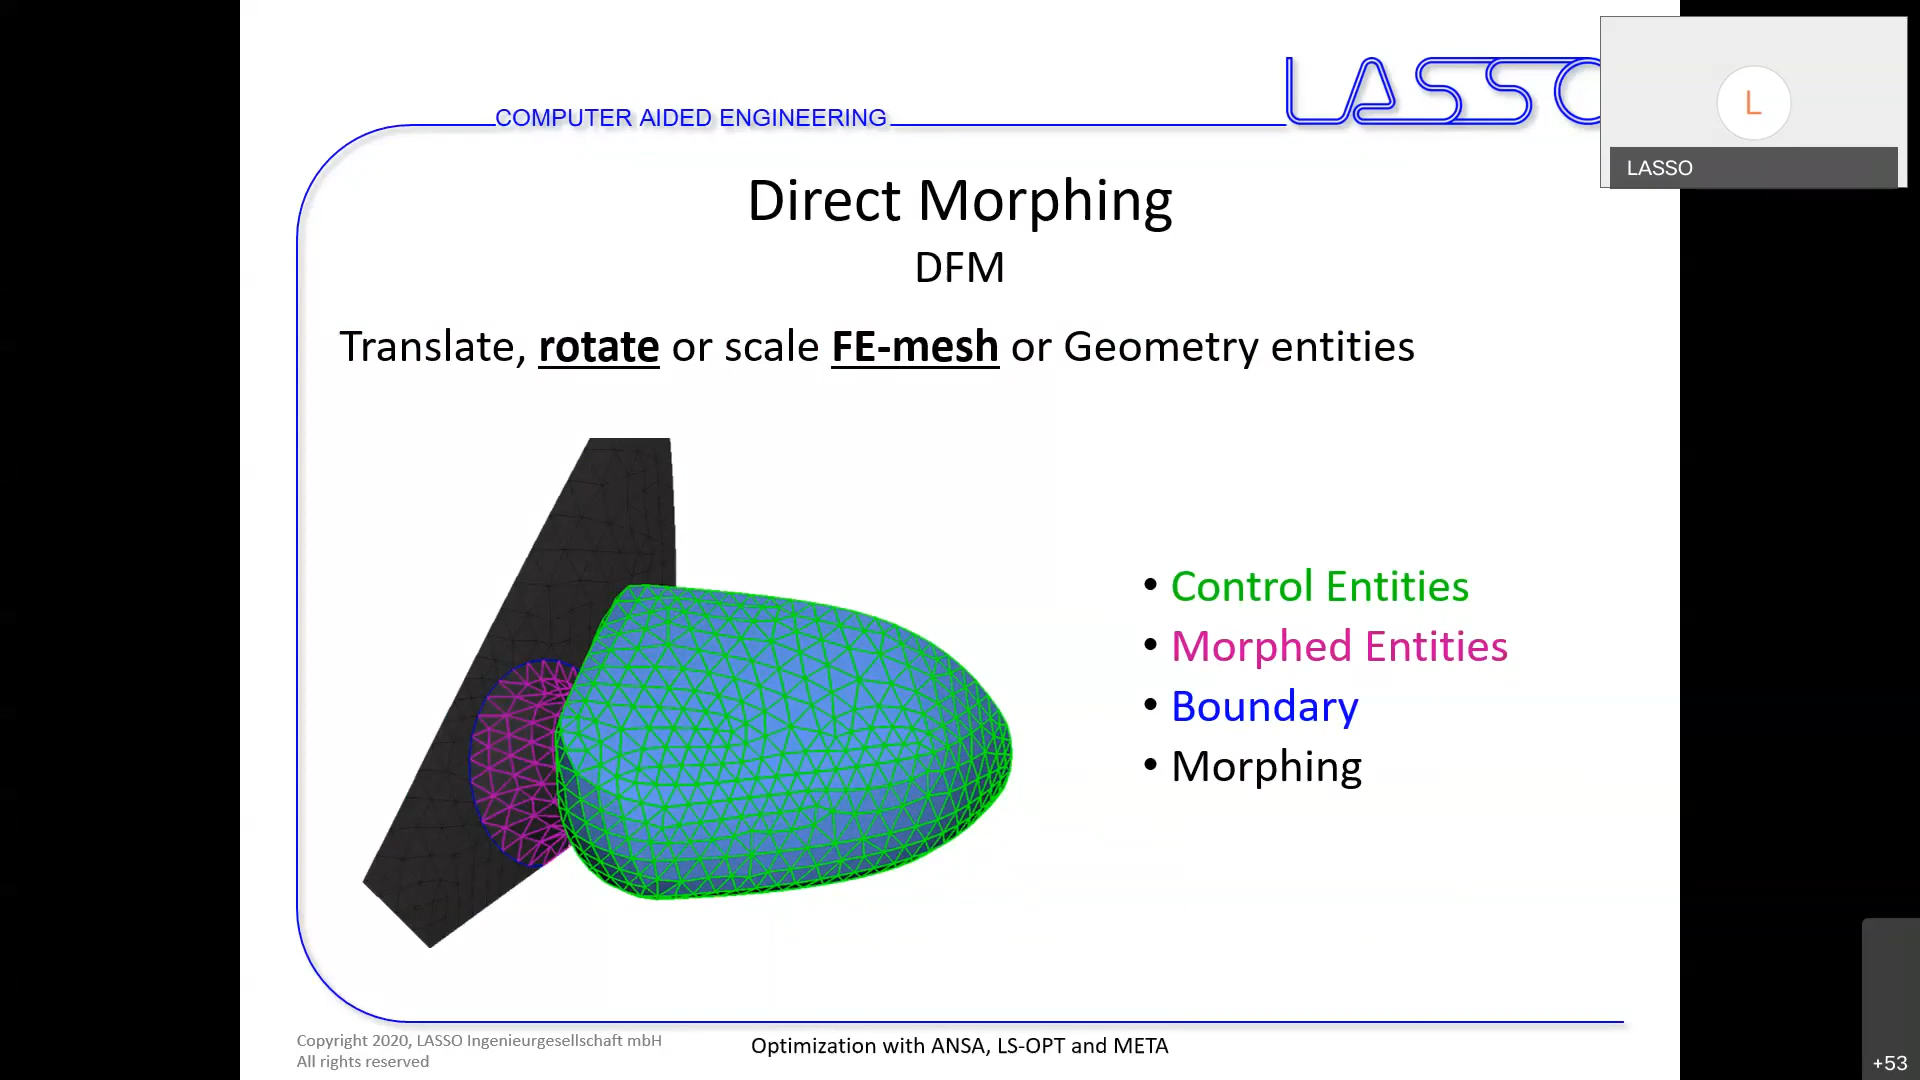 COMPUTER AIDED ENGINEERING
LASSO
L
LASSO
Direct Morphing
DFM
Translate, rotate or scale FE-mesh or Geometry entities
• Control Entities
• Morphed Entities
• Boundary
• Morphing
Copyright 2020, LASSO Ingenieurgesellschaft mbH
All rights reserved
Optimization with ANSA, LS-OPT and META
+53